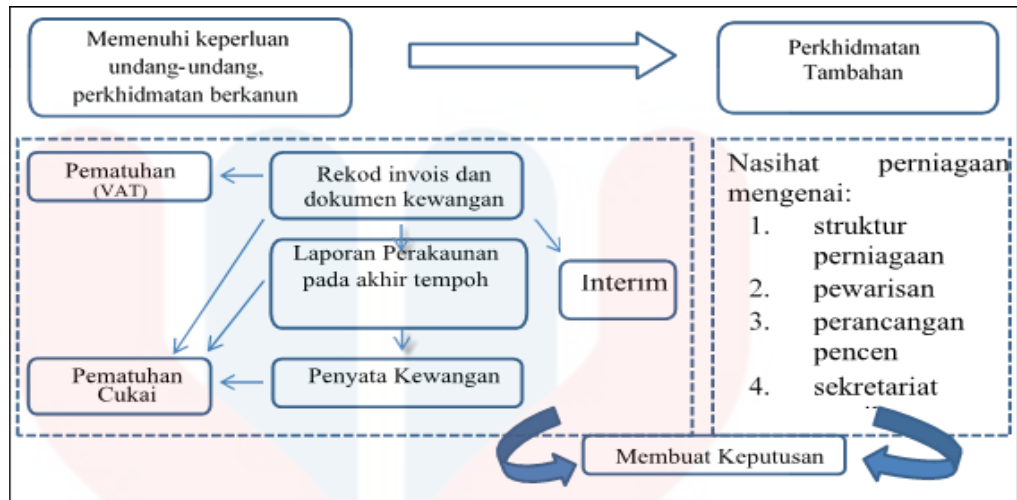 Memenuhi keperluan
undang-undang,
perkhidmatan berkanun
Perkhidmatan
Tambahan
Pematuhan
(VAT)
Rekod invois dan
dokumen kewangan
Laporan Perakaunan
pada akhir tempoh
Interim
Pematuhan
Cukai
Penyata Kewangan
Nasihat perniagaan
mengenai:
1. struktur
perniagaan
2. pewarisan
3. perancangan
pencen
4. sekretariat
Membuat Keputusan